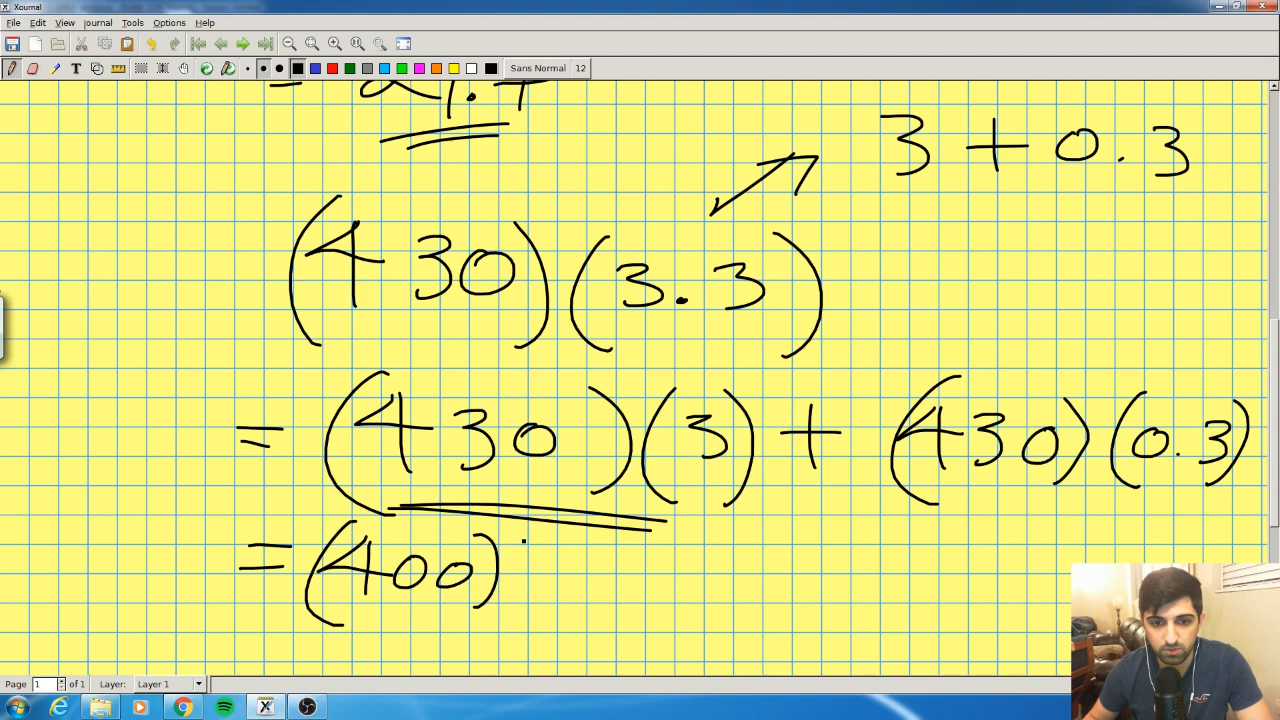 Xournal
File Edit View Journal Tools Options Help
T Sans Normal 12
3 + 0.3
(430)(3.3)
= (430)(3) + (430)(0.3)
= (400)
Page 1 of 1 Layer: Layer 1